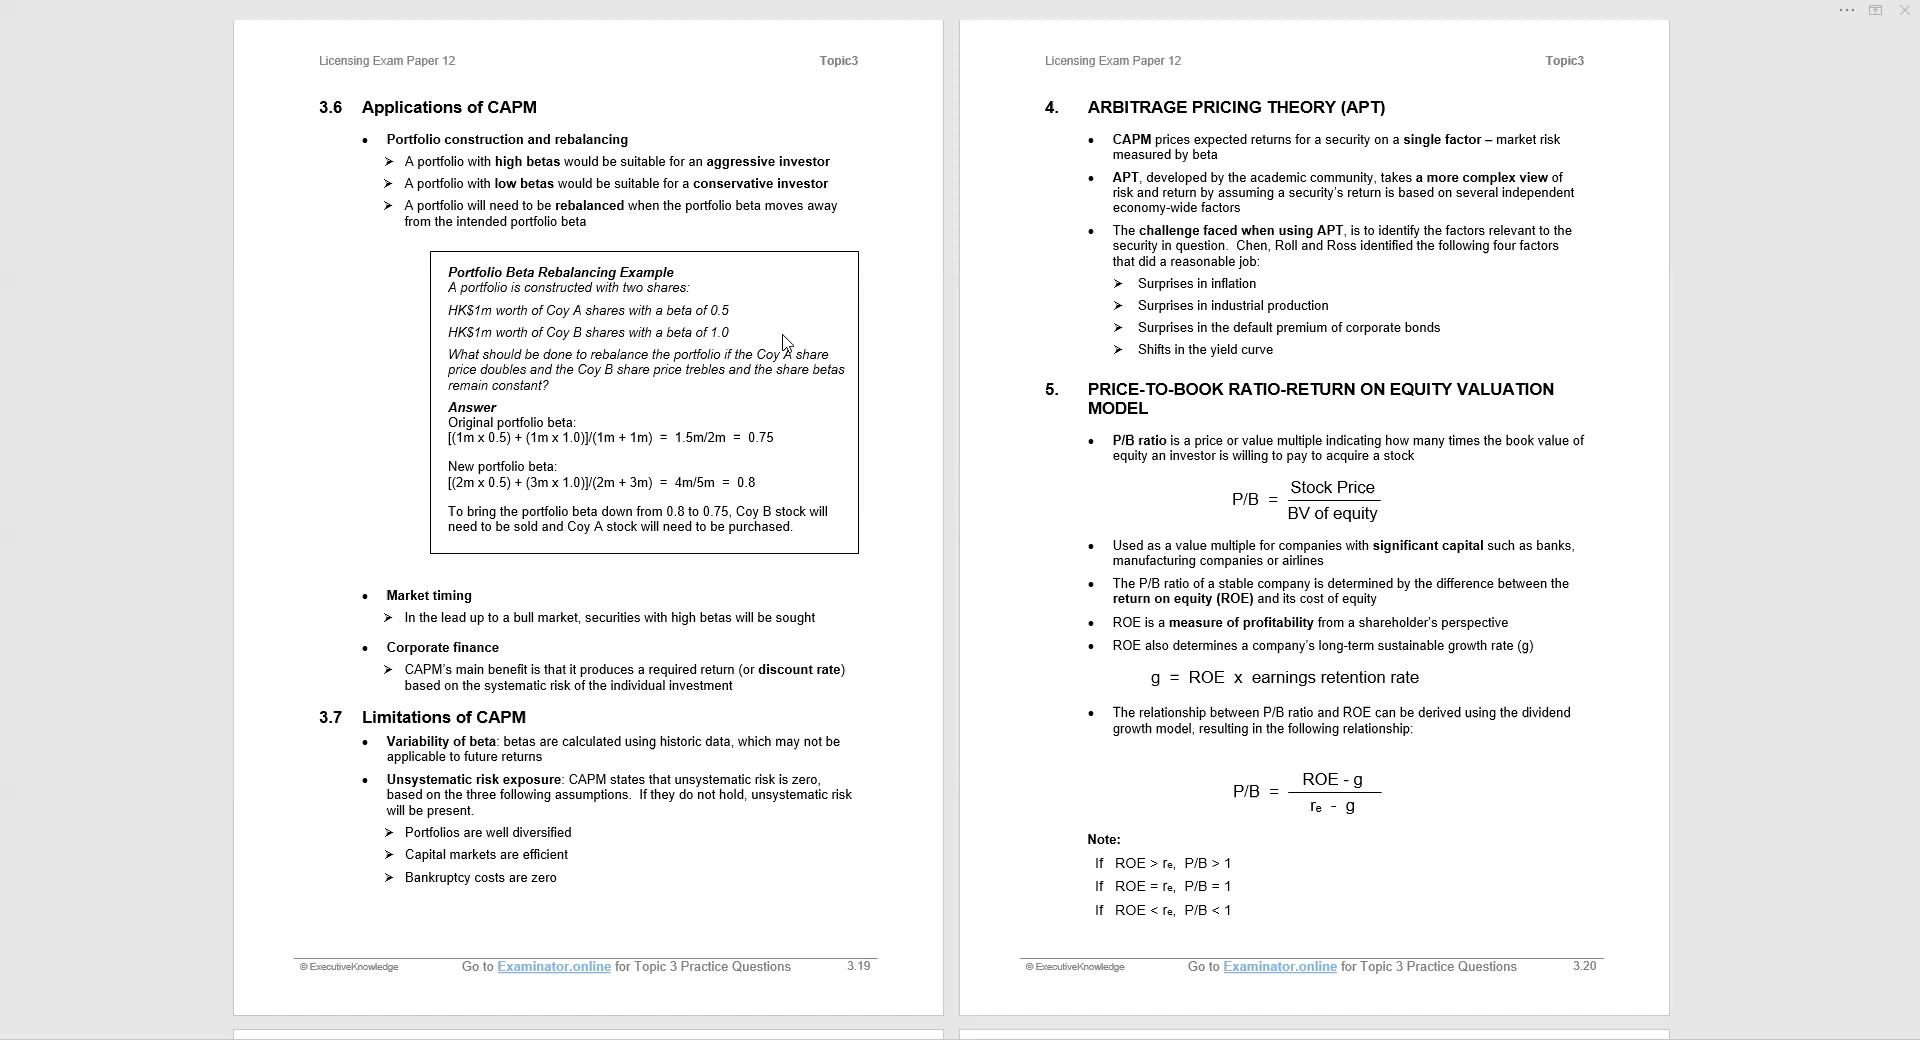 Licensing Exam Paper 12 Topic3
3.6 Applications of CAPM
• Portfolio construction and rebalancing
➢ A portfolio with high betas would be suitable for an aggressive investor
➢ A portfolio with low betas would be suitable for a conservative investor
➢ A portfolio will need to be rebalanced when the portfolio beta moves away
from the intended portfolio beta
Portfolio Beta Rebalancing Example
A portfolio is constructed with two shares:
HK$1m worth of Coy A shares with a beta of 0.5
HK$1m worth of Coy B shares with a beta of 1.0
What should be done to rebalance the portfolio if the Coy A share
price doubles and the Coy B share price trebles and the share betas
remain constant?
Answer
Original portfolio beta:
[(1m x 0.5) + (1m x 1.0)]/(1m + 1m) = 1.5m/2m = 0.75
New portfolio beta:
[(2m x 0.5) + (3m x 1.0)]/(2m + 3m) = 4m/5m = 0.8
To bring the portfolio beta down from 0.8 to 0.75, Coy B stock will
need to be sold and Coy A stock will need to be purchased.
• Market timing
➢ In the lead up to a bull market, securities with high betas will be sought
• Corporate finance
➢ CAPM's main benefit is that it produces a required return (or discount rate)
based on the systematic risk of the individual investment
3.7 Limitations of CAPM
• Variability of beta: betas are calculated using historic data, which may not be
applicable to future returns
• Unsystematic risk exposure: CAPM states that unsystematic risk is zero,
based on the three following assumptions. If they do not hold, unsystematic risk
will be present.
➢ Portfolios are well diversified
➢ Capital markets are efficient
➢ Bankruptcy costs are zero
© ExecutiveKnowledge Go to Examinator.online for Topic 3 Practice Questions 3.19
Licensing Exam Paper 12 Topic3
4. ARBITRAGE PRICING THEORY (APT)
• CAPM prices expected returns for a security on a single factor – market risk
measured by beta
• APT, developed by the academic community, takes a more complex view of
risk and return by assuming a security's return is based on several independent
economy-wide factors
• The challenge faced when using APT, is to identify the factors relevant to the
security in question. Chen, Roll and Ross identified the following four factors
that did a reasonable job:
➢ Surprises in inflation
➢ Surprises in industrial production
➢ Surprises in the default premium of corporate bonds
➢ Shifts in the yield curve
5. PRICE-TO-BOOK RATIO-RETURN ON EQUITY VALUATION
MODEL
• P/B ratio is a price or value multiple indicating how many times the book value of
equity an investor is willing to pay to acquire a stock
Stock Price
P/B =
BV of equity
• Used as a value multiple for companies with significant capital such as banks,
manufacturing companies or airlines
• The P/B ratio of a stable company is determined by the difference between the
return on equity (ROE) and its cost of equity
• ROE is a measure of profitability from a shareholder's perspective
• ROE also determines a company's long-term sustainable growth rate (g)
g = ROE x earnings retention rate
• The relationship between P/B ratio and ROE can be derived using the dividend
growth model, resulting in the following relationship:
ROE - g
P/B =
rₑ - g
Note:
If ROE > rₑ, P/B > 1
If ROE = rₑ, P/B = 1
If ROE < rₑ, P/B < 1
© ExecutiveKnowledge Go to Examinator.online for Topic 3 Practice Questions 3.20